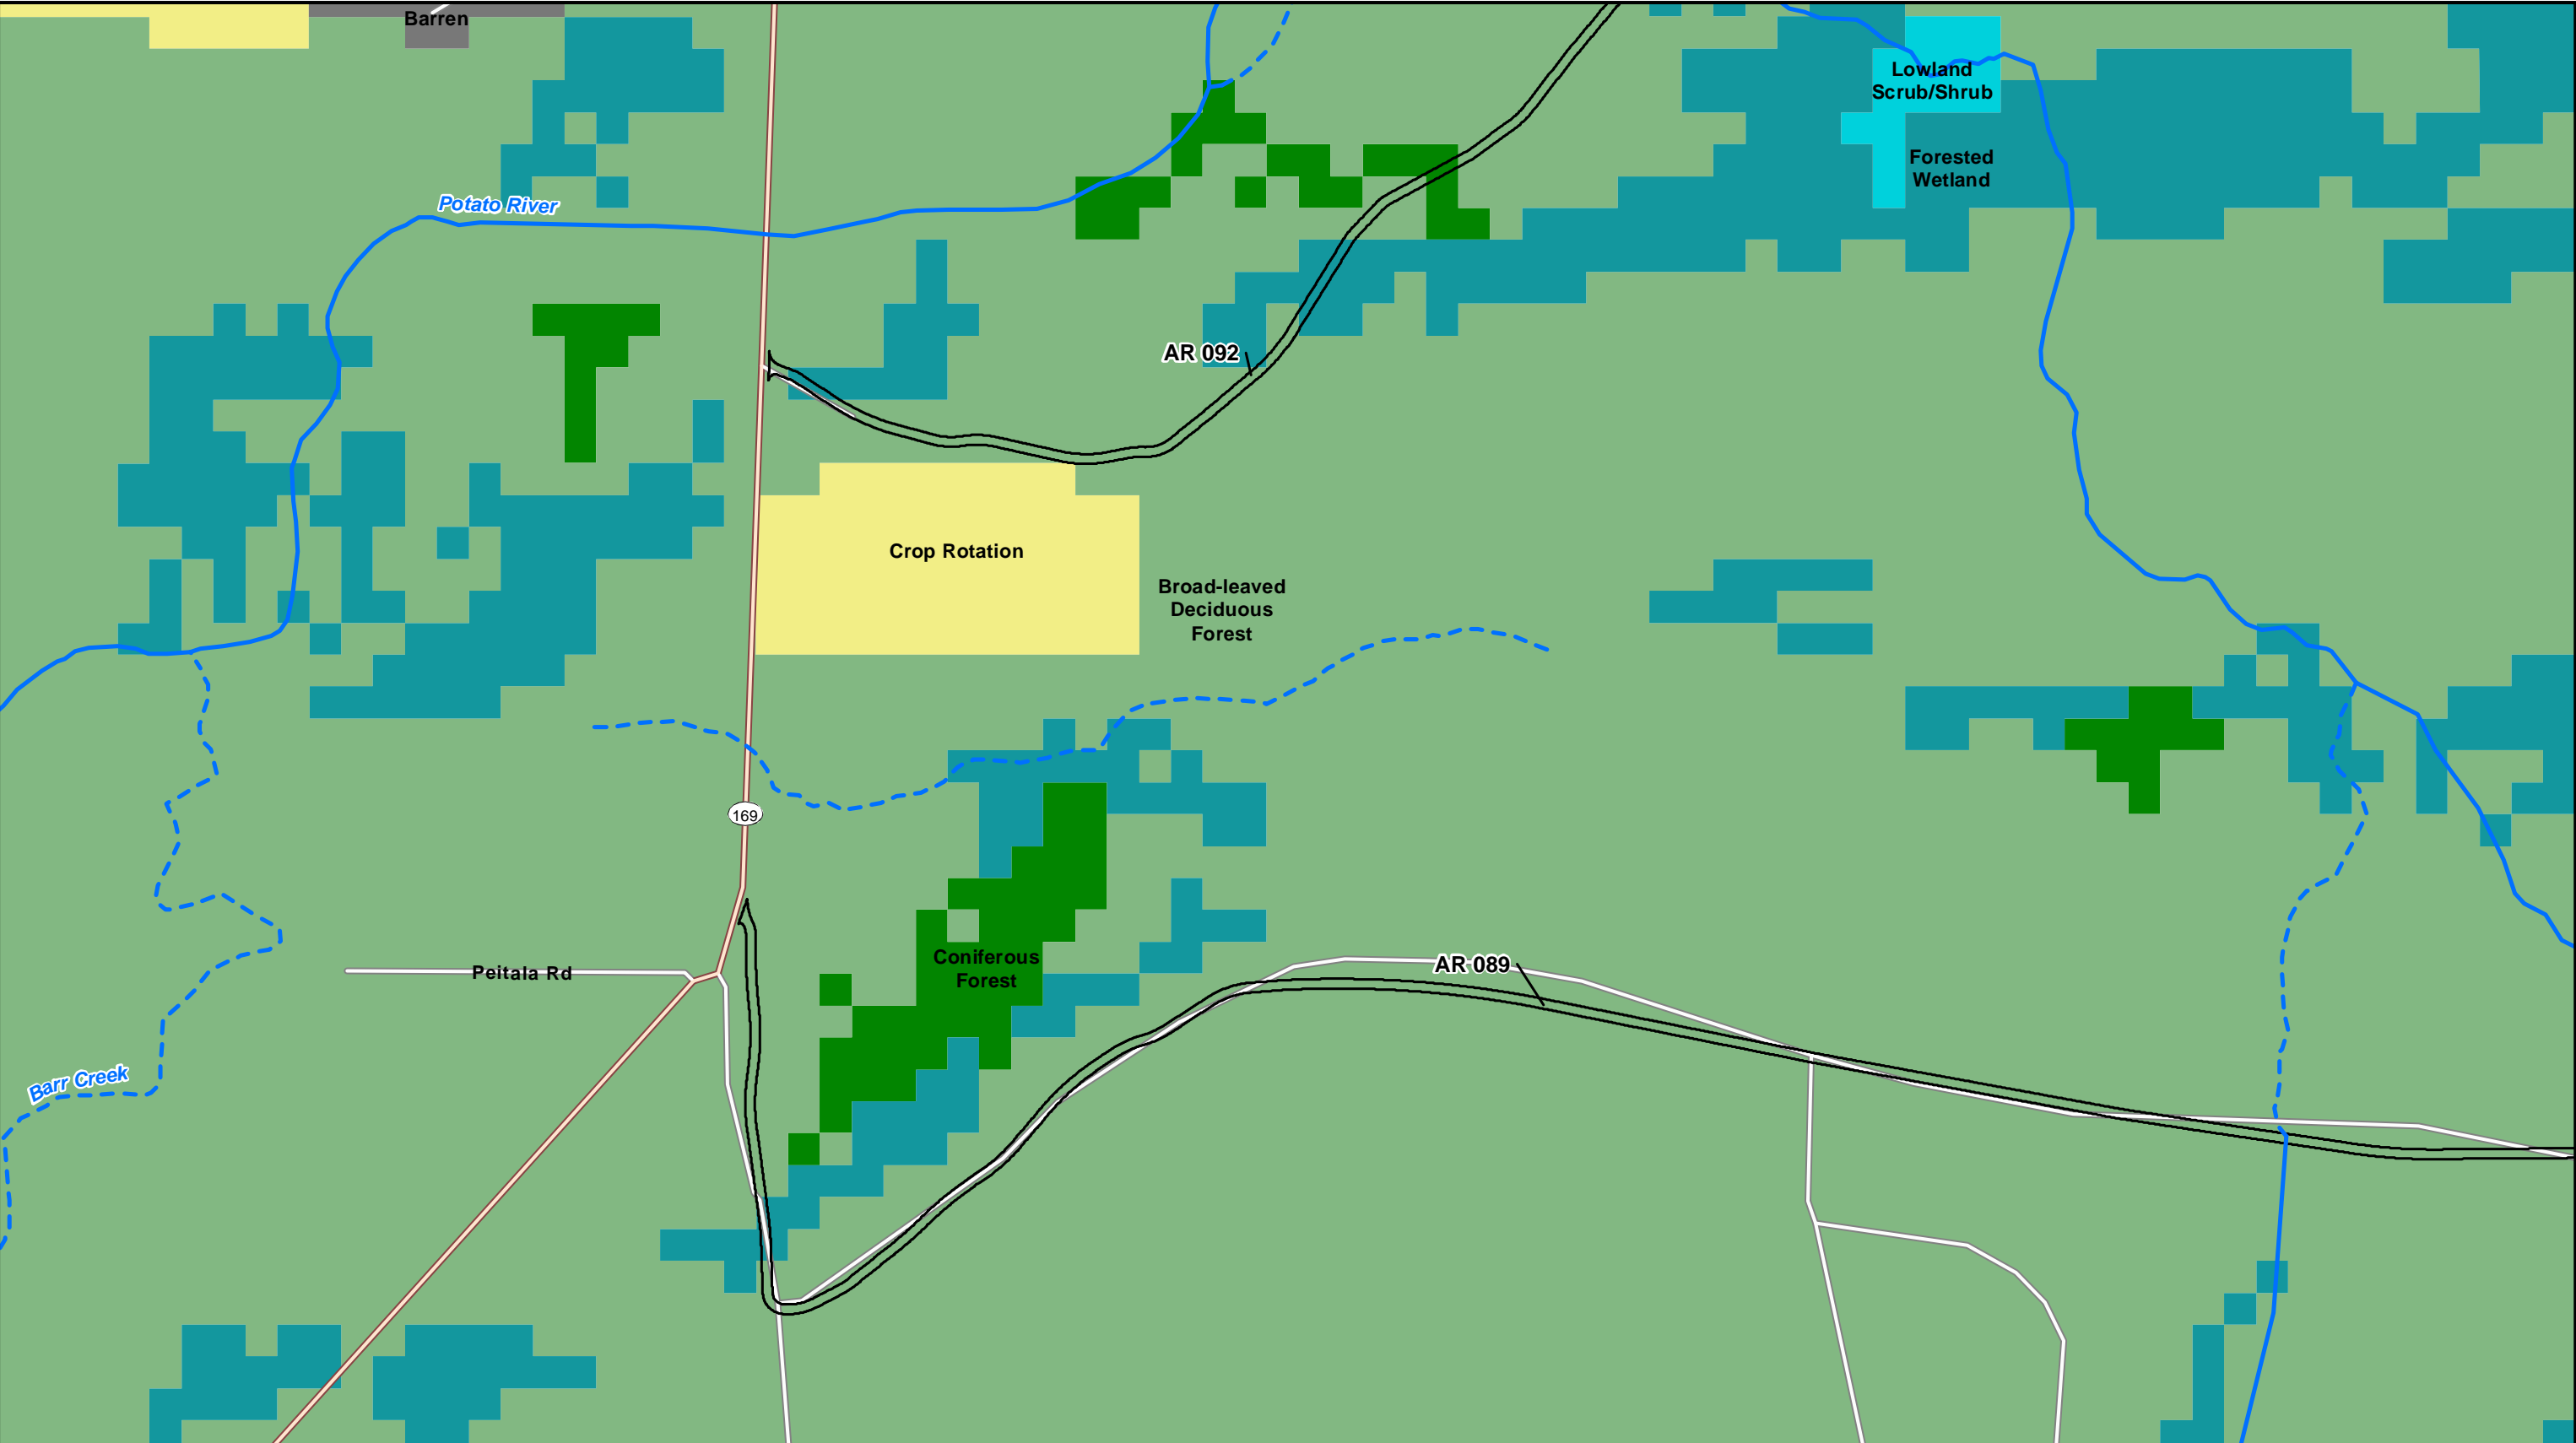 Barren
Lowland
Scrub/Shrub
Forested
Wetland
Potato River
AR 092
Crop Rotation
Broad-leaved
Deciduous
Forest
169
Coniferous
Forest
AR 089
Peitala Rd
Barr Creek